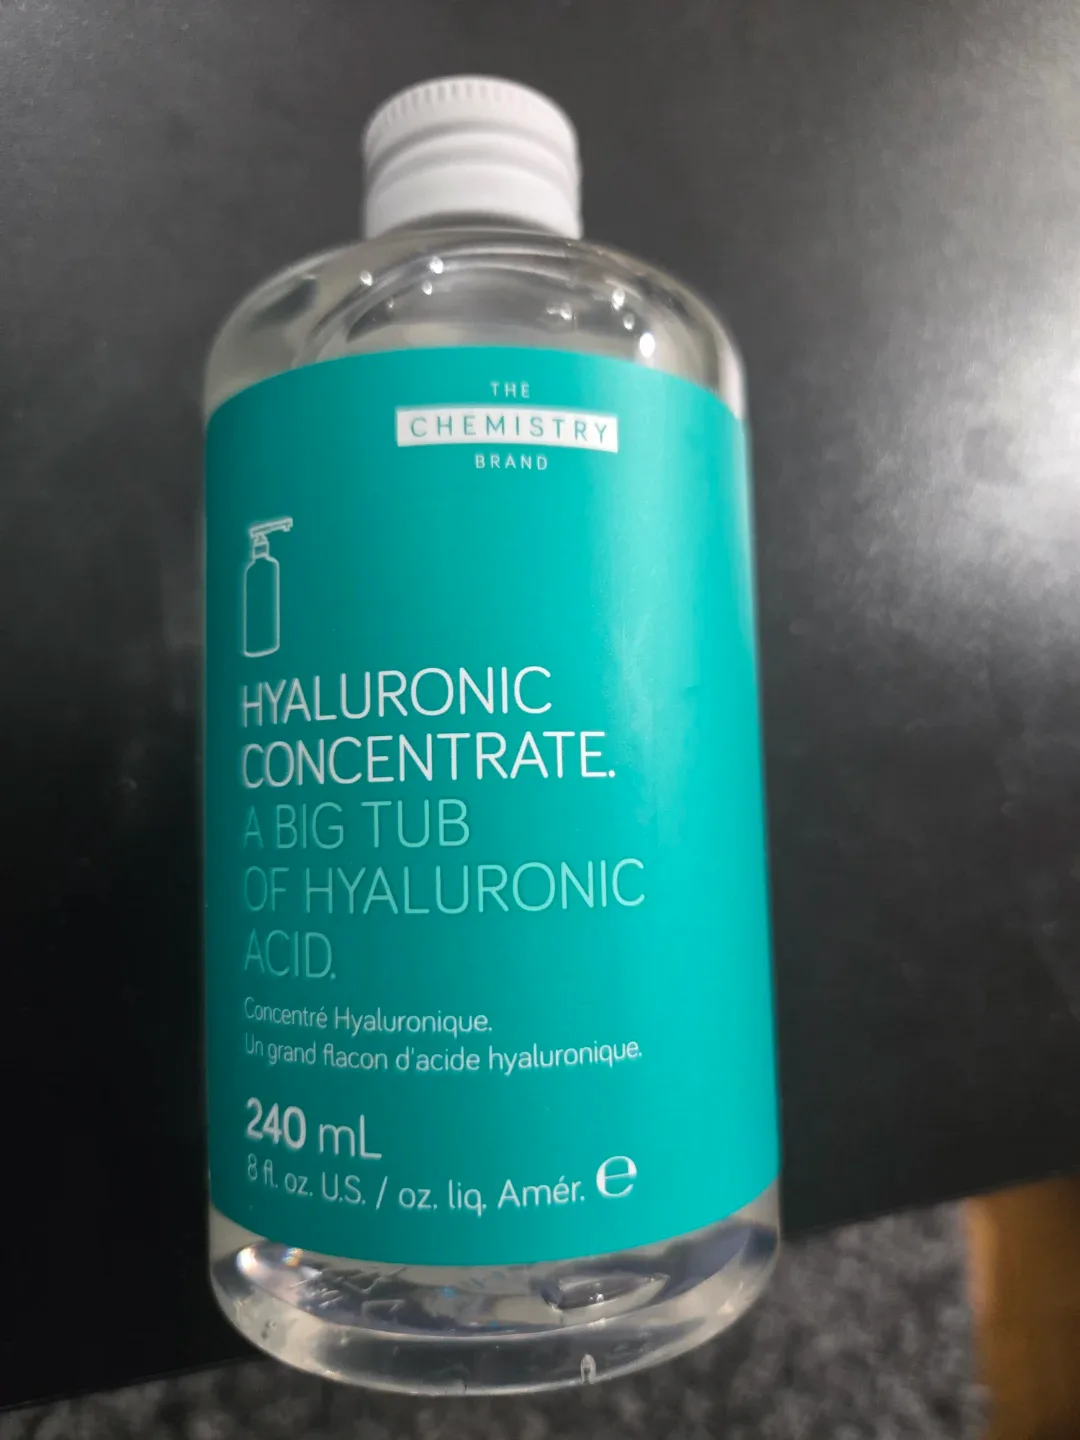 THE
CHEMISTRY
BRAND
HYALURONIC
CONCENTRATE.
A BIG TUB
OF HYALURONIC
ACID.
Concentré Hyaluronique.
Un grand flacon d'acide hyaluronique.
240 mL
8 fl. oz. U.S. / oz. liq. Amér. ℮